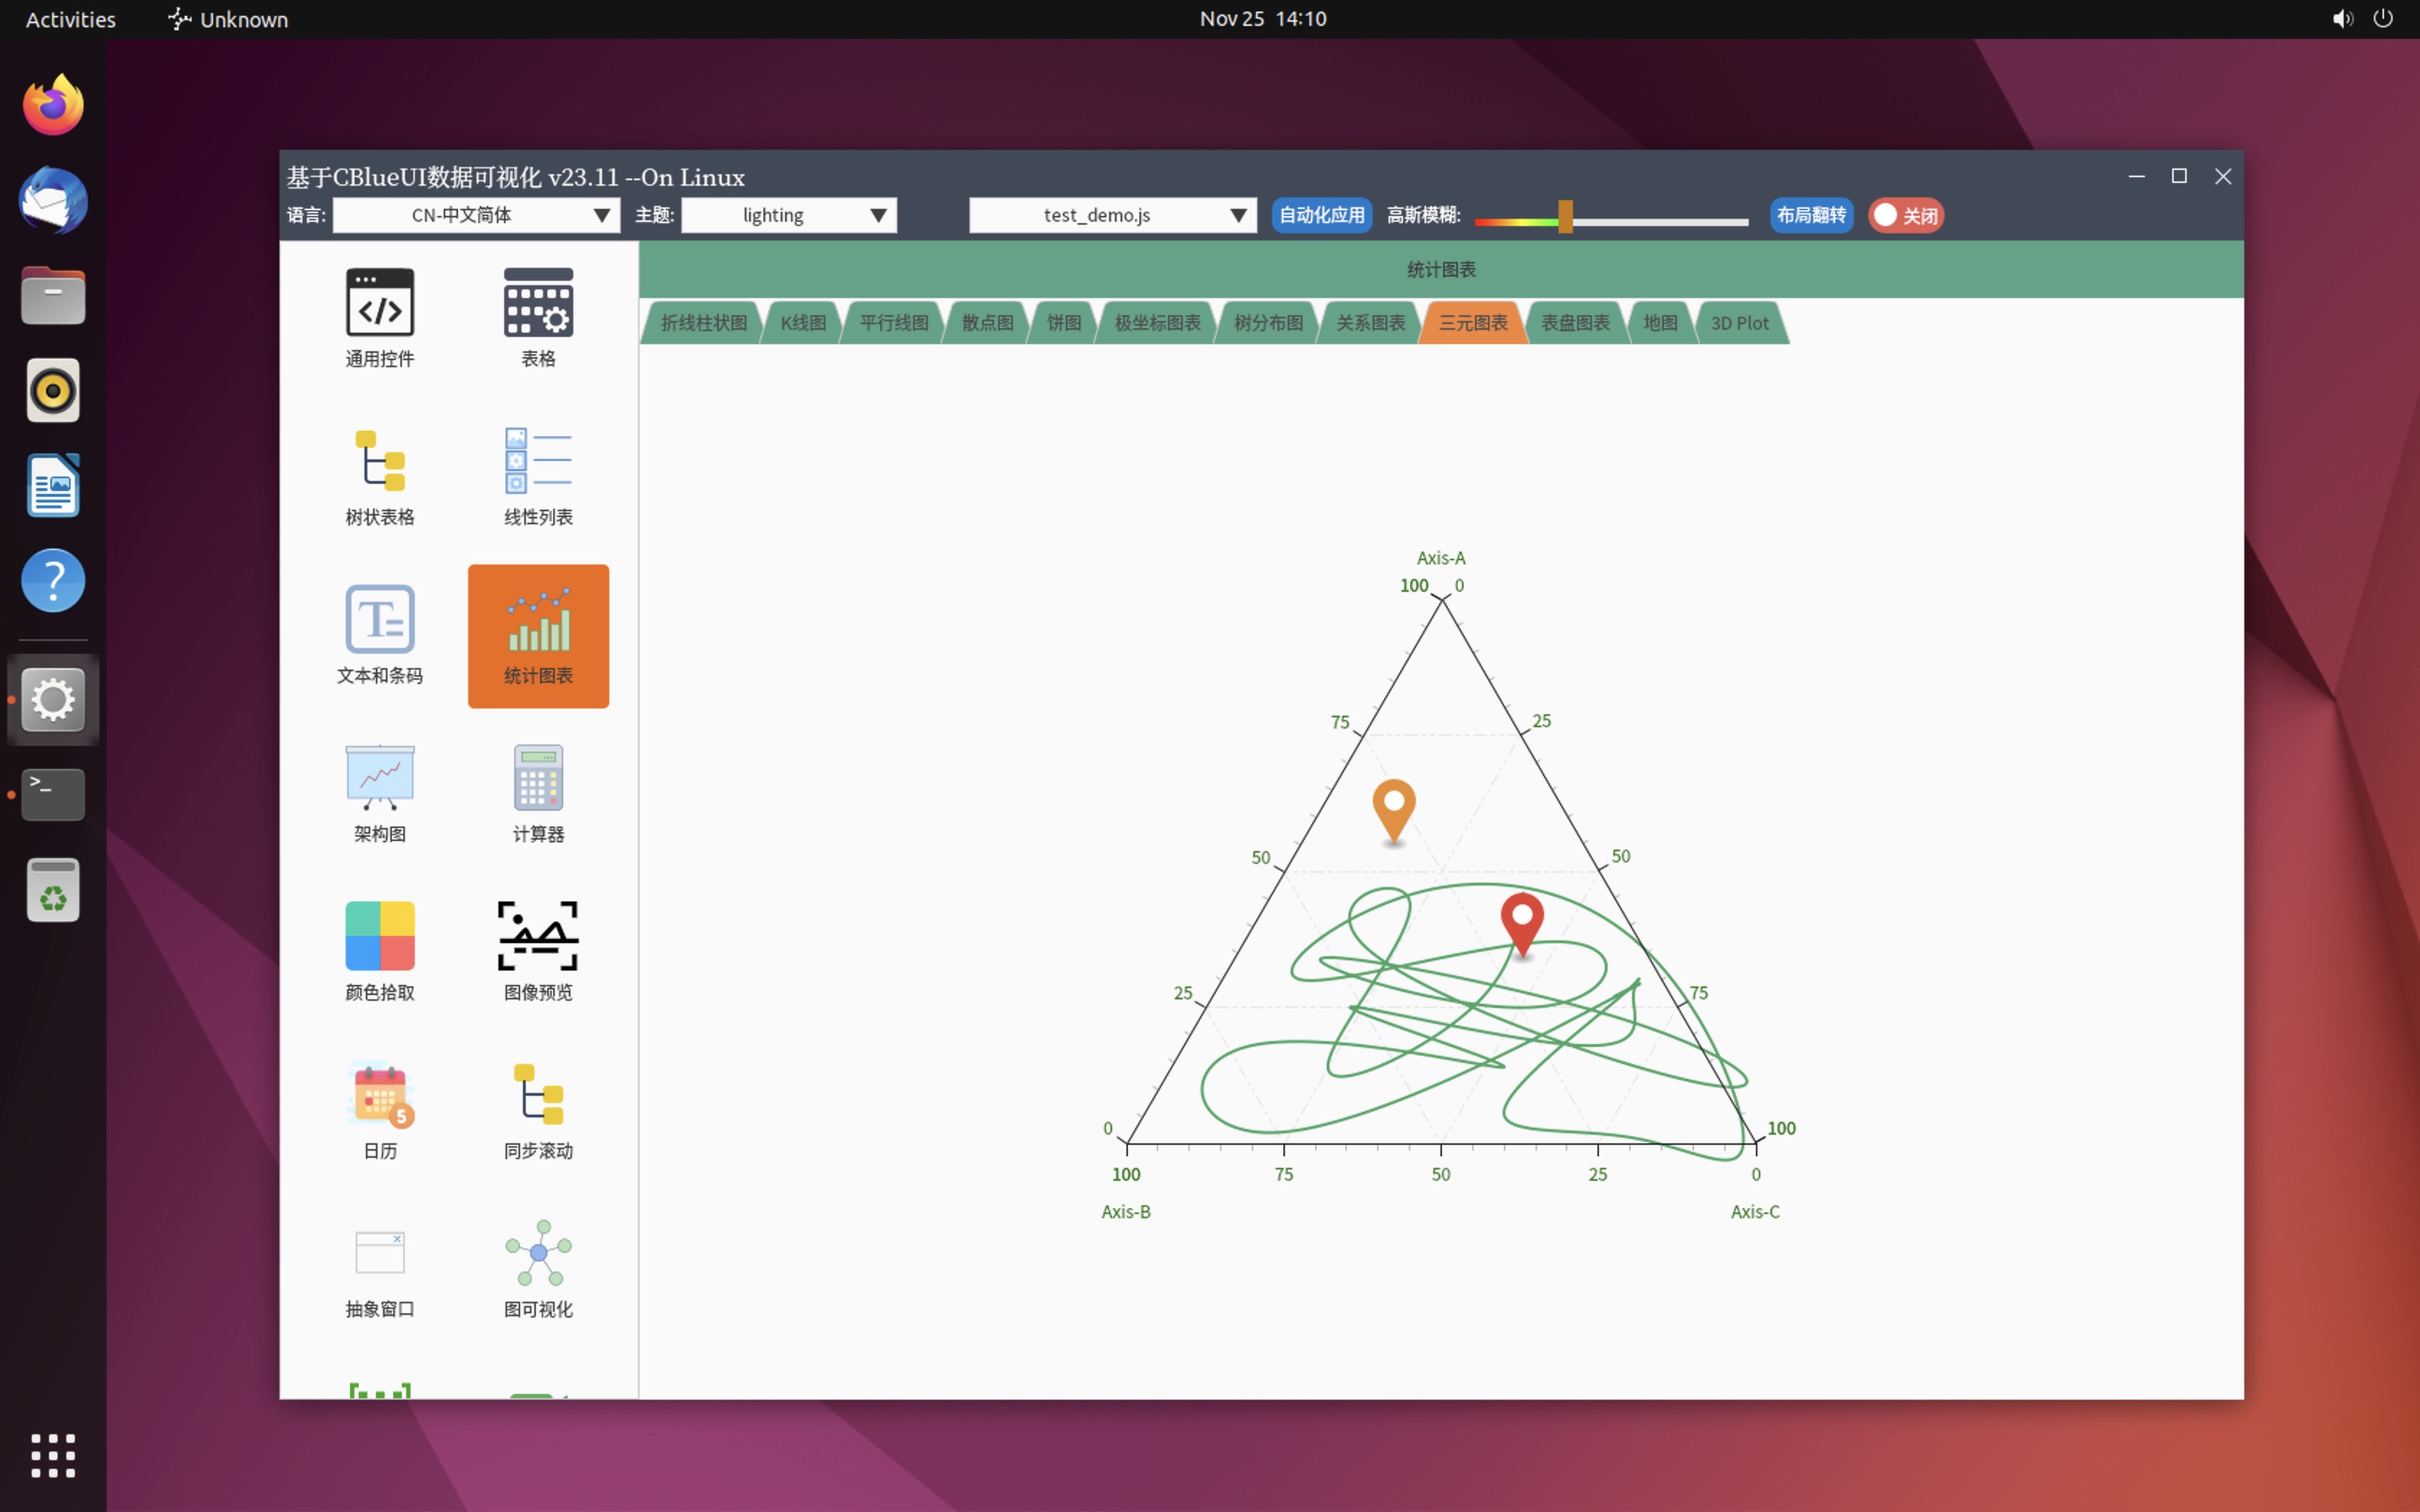 Activities Unknown Nov 25 14:10
基于CBlueUI数据可视化 v23.11 --On Linux
语言: CN-中文简体 主题: lighting test_demo.js 自动化应用 高斯模糊: 布局翻转 关闭
统计图表
折线柱状图 K线图 平行线图 散点图 饼图 极坐标图表 树分布图 关系图表 三元图表 表盘图表 地图 3D Plot
通用控件 表格
树状表格 线性列表
文本和条码 统计图表
架构图 计算器
颜色拾取 图像预览
5
日历 同步滚动
抽象窗口 图可视化
Axis-A
100 0
75 25
50 50
25 75
0 100
100 75 50 25 0
Axis-B Axis-C